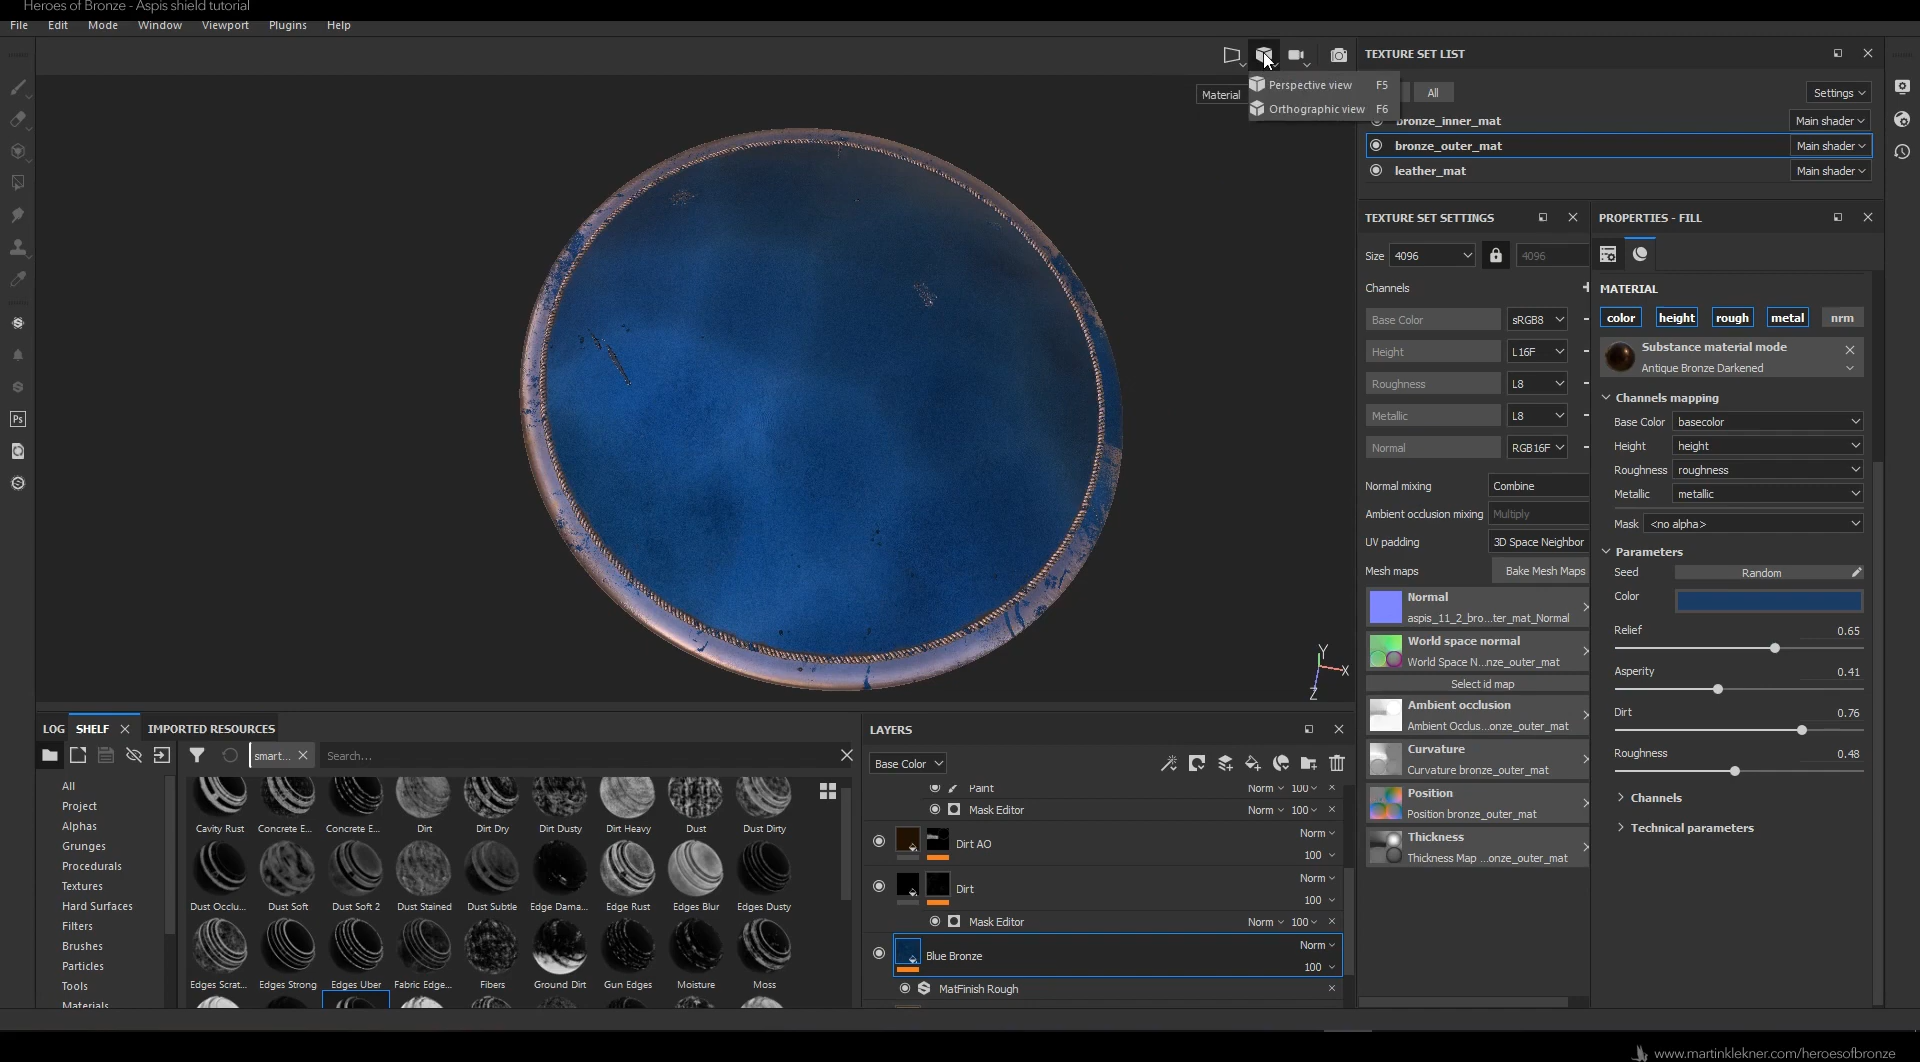 Heroes of Bronze - Aspis shield tutorial
File Edit Mode Window Viewport Plugins Help
Material
Perspective view F5
Orthographic view F6
TEXTURE SET LIST
All
Settings
bronze_inner_mat Main shader
bronze_outer_mat Main shader
leather_mat Main shader
TEXTURE SET SETTINGS
Size 4096 4096
Channels
Base Color sRGB8
Height L16F
Roughness L8
Metallic L8
Normal RGB16F
Normal mixing Combine
Ambient occlusion mixing Multiply
UV padding 3D Space Neighbor
Mesh maps Bake Mesh Maps
Normal
aspis_11_2_bro...ter_mat_Normal
World space normal
World Space N...nze_outer_mat
Select id map
Ambient occlusion
Ambient Occlus...onze_outer_mat
Curvature
Curvature bronze_outer_mat
Position
Position bronze_outer_mat
Thickness
Thickness Map ...onze_outer_mat
PROPERTIES - FILL
MATERIAL
color height rough metal nrm
Substance material mode
Antique Bronze Darkened
Channels mapping
Base Color basecolor
Height height
Roughness roughness
Metallic metallic
Mask <no alpha>
Parameters
Seed Random
Color
Relief 0.65
Asperity 0.41
Dirt 0.76
Roughness 0.48
Channels
Technical parameters
Y
X
Z
Ps
LOG SHELF IMPORTED RESOURCES
smart... Search...
All
Project
Alphas
Grunges
Procedurals
Textures
Hard Surfaces
Filters
Brushes
Particles
Tools
Materials
Cavity Rust Concrete E... Concrete E... Dirt Dirt Dry Dirt Dusty Dirt Heavy Dust Dust Dirty
Dust Occlu... Dust Soft Dust Soft 2 Dust Stained Dust Subtle Edge Dama... Edge Rust Edges Blur Edges Dusty
Edges Scrat... Edges Strong Edges Uber Fabric Edge... Fibers Ground Dirt Gun Edges Moisture Moss
LAYERS
Base Color
Paint Norm 100
Mask Editor Norm 100
Dirt AO Norm
100
Dirt Norm
100
Mask Editor Norm 100
Blue Bronze Norm
100
MatFinish Rough
www.martinklekner.com/heroesofbronze